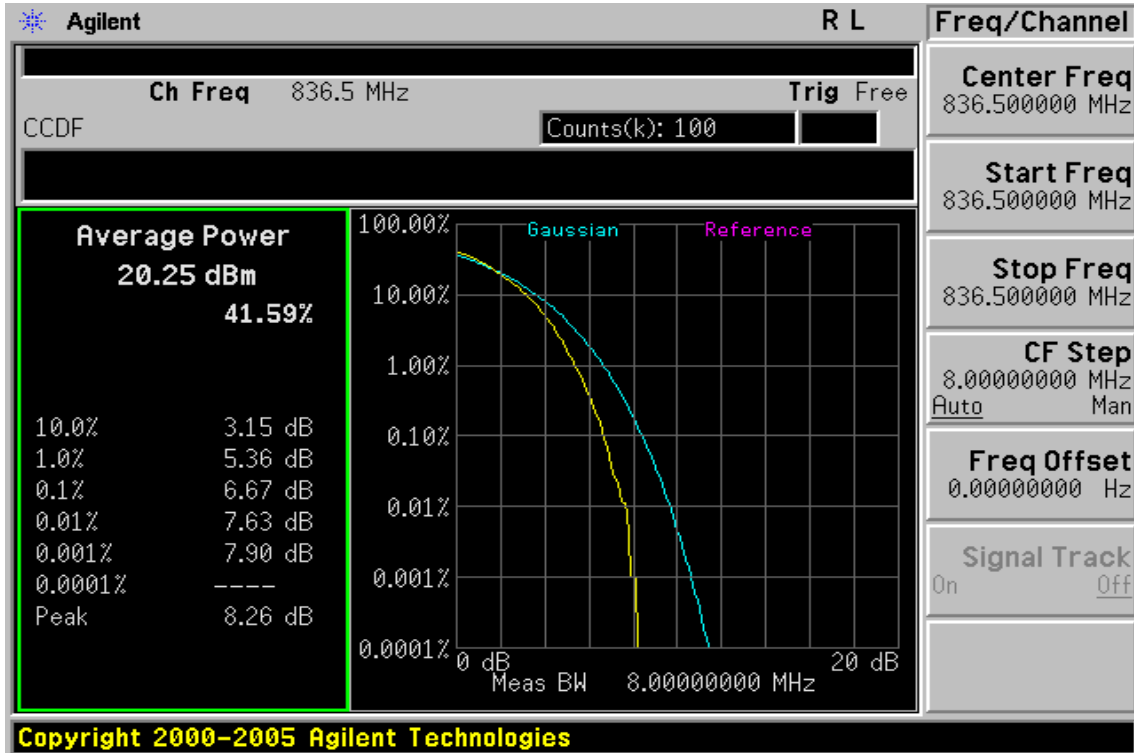 Agilent R L
Ch Freq 836.5 MHz Trig Free
CCDF Counts(k): 100
Average Power
20.25 dBm
41.59%
10.0% 3.15 dB
1.0% 5.36 dB
0.1% 6.67 dB
0.01% 7.63 dB
0.001% 7.90 dB
0.0001% ----
Peak 8.26 dB
Gaussian Reference
100.00%
10.00%
1.00%
0.10%
0.01%
0.001%
0.0001%
0 dB 20 dB
Meas BW 8.00000000 MHz
Freq/Channel
Center Freq
836.500000 MHz
Start Freq
836.500000 MHz
Stop Freq
836.500000 MHz
CF Step
8.00000000 MHz
Auto Man
Freq Offset
0.00000000 Hz
Signal Track
On Off
Copyright 2000-2005 Agilent Technologies